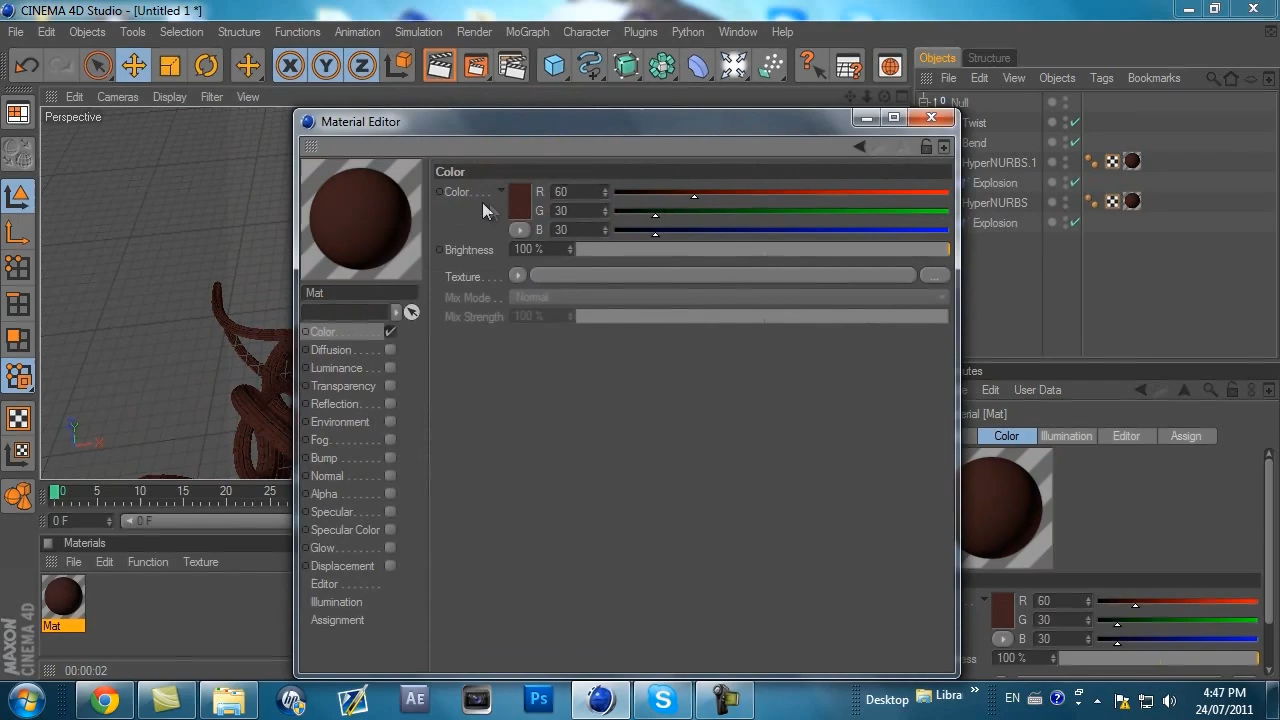 CINEMA 4D Studio - [Untitled 1 *]
File Edit Objects Tools Selection Structure Functions Animation Simulation Render MoGraph Character Plugins Python Window Help
X Y Z
Objects Structure
File Edit View Objects Tags Bookmarks
Edit Cameras Display Filter View
Perspective
Null
Twist
Bend
HyperNURBS.1
Explosion
HyperNURBS
Explosion
Material Editor
Color
Color. . . . R 60
G 30
B 30
Brightness 100 %
Texture. . . . ...
Mix Mode . . Normal
Mix Strength 100 %
Mat
Color
Diffusion
Luminance
Transparency
Reflection
Environment
Fog
Bump
Normal
Alpha
Specular
Specular Color
Glow
Displacement
Editor
Illumination
Assignment
Y X
0 5 10 15 20 25
0 F 0 F
Materials
File Edit Function Texture
Mat
MAXON
CINEMA 4D
00:00:02
utes
e Edit User Data
erial [Mat]
Color Illumination Editor Assign
R 60
G 30
B 30
ess 100 %
AE Ps S
Desktop Libra » EN
4:47 PM
24/07/2011